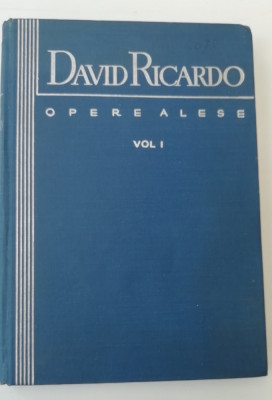 DAVID RICARDO
OPERE ALESE
VOL I